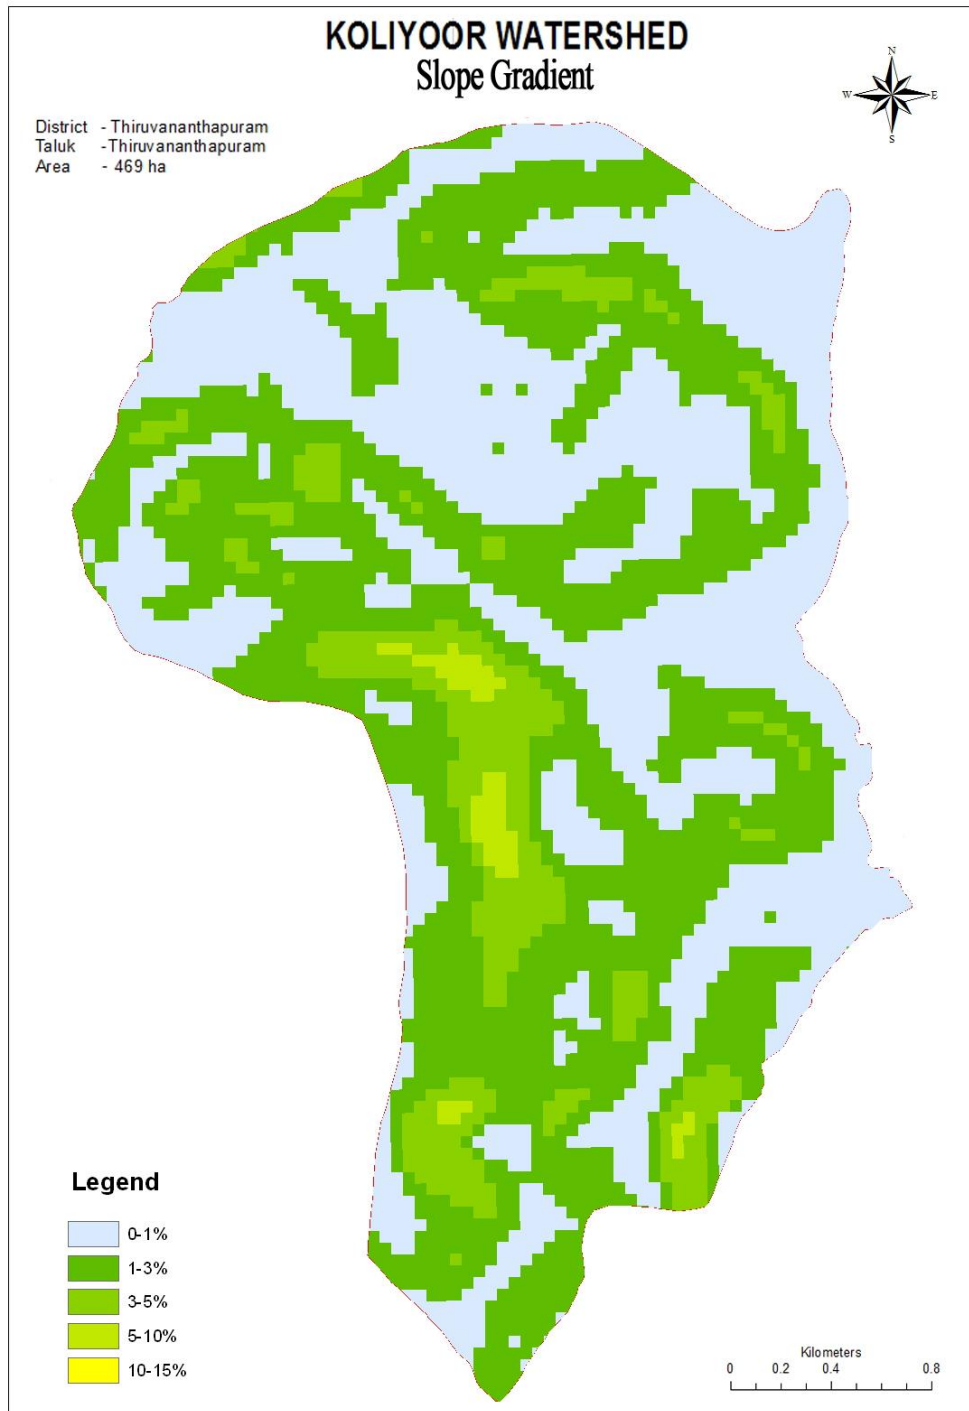 KOLIYOOR WATERSHED
Slope Gradient
N
W E
S
District - Thiruvananthapuram
Taluk -Thiruvananthapuram
Area - 469 ha
Legend
0-1%
1-3%
3-5%
5-10%
10-15%
Kilometers
0 0.2 0.4 0.8